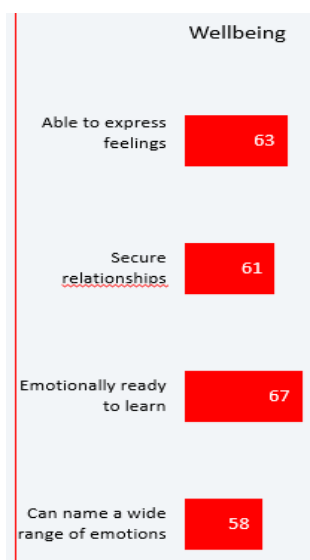 Wellbeing
Able to express
feelings
63
Secure
relationships
61
Emotionally ready
to learn
67
Can name a wide
range of emotions
58